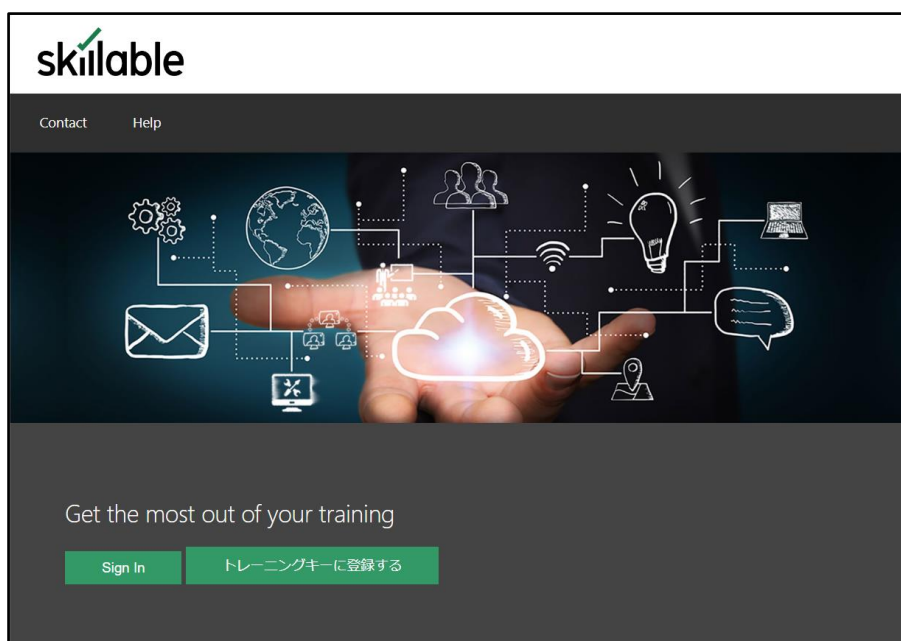 skillable
Contact Help
Get the most out of your training
Sign In トレーニングキーに登録する